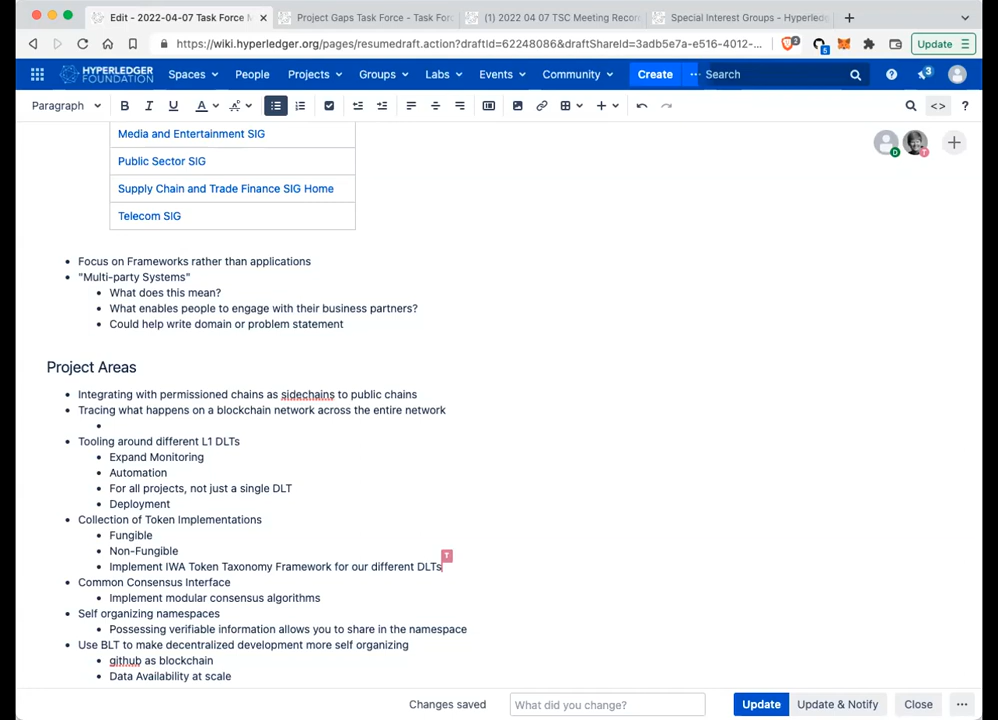 Edit - 2022-04-07 Task Force M
Project Gaps Task Force - Task For
(1) 2022 04 07 TSC Meeting Recor
Special Interest Groups - Hyperled
https://wiki.hyperledger.org/pages/resumedraft.action?draftId=62248086&draftShareId=3adb5e7a-e516-4012-...
2
5
Update
HYPERLEDGER FOUNDATION
Spaces
People
Projects
Groups
Labs
Events
Community
Create
Search
3
Paragraph
B I U A
Media and Entertainment SIG
D
T
Public Sector SIG
Supply Chain and Trade Finance SIG Home
Telecom SIG
Focus on Frameworks rather than applications
"Multi-party Systems"
What does this mean?
What enables people to engage with their business partners?
Could help write domain or problem statement
Project Areas
Integrating with permissioned chains as sidechains to public chains
Tracing what happens on a blockchain network across the entire network
Tooling around different L1 DLTs
Expand Monitoring
Automation
For all projects, not just a single DLT
Deployment
Collection of Token Implementations
Fungible
Non-Fungible
T
Implement IWA Token Taxonomy Framework for our different DLTs
Common Consensus Interface
Implement modular consensus algorithms
Self organizing namespaces
Possessing verifiable information allows you to share in the namespace
Use BLT to make decentralized development more self organizing
github as blockchain
Data Availability at scale
Changes saved
What did you change?
Update
Update & Notify
Close